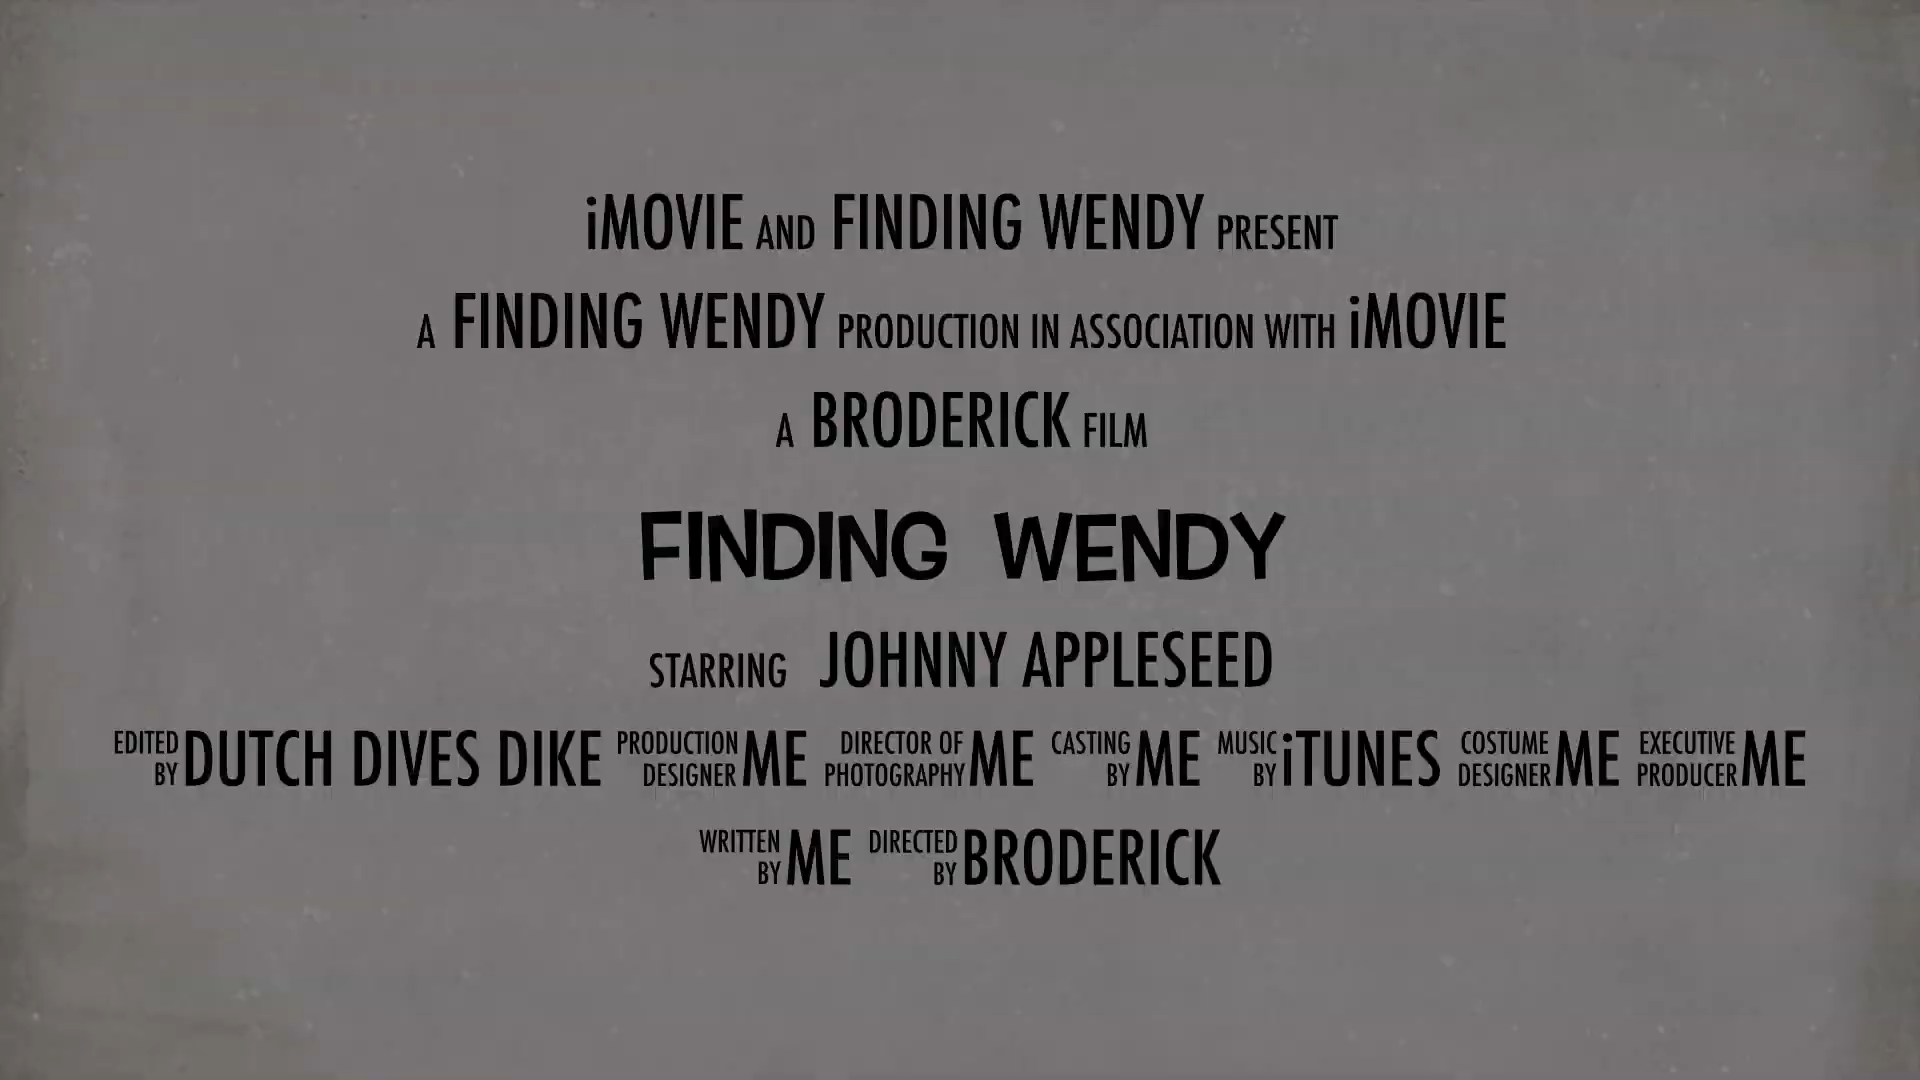 iMOVIE AND FINDING WENDY PRESENT
A FINDING WENDY PRODUCTION IN ASSOCIATION WITH iMOVIE
A BRODERICK FILM
FINDING WENDY
STARRING JOHNNY APPLESEED
EDITED BY DUTCH DIVES DIKE PRODUCTION DESIGNER ME DIRECTOR OF PHOTOGRAPHY ME CASTING BY ME MUSIC BY iTUNES COSTUME DESIGNER ME EXECUTIVE PRODUCER ME
WRITTEN BY ME DIRECTED BY BRODERICK